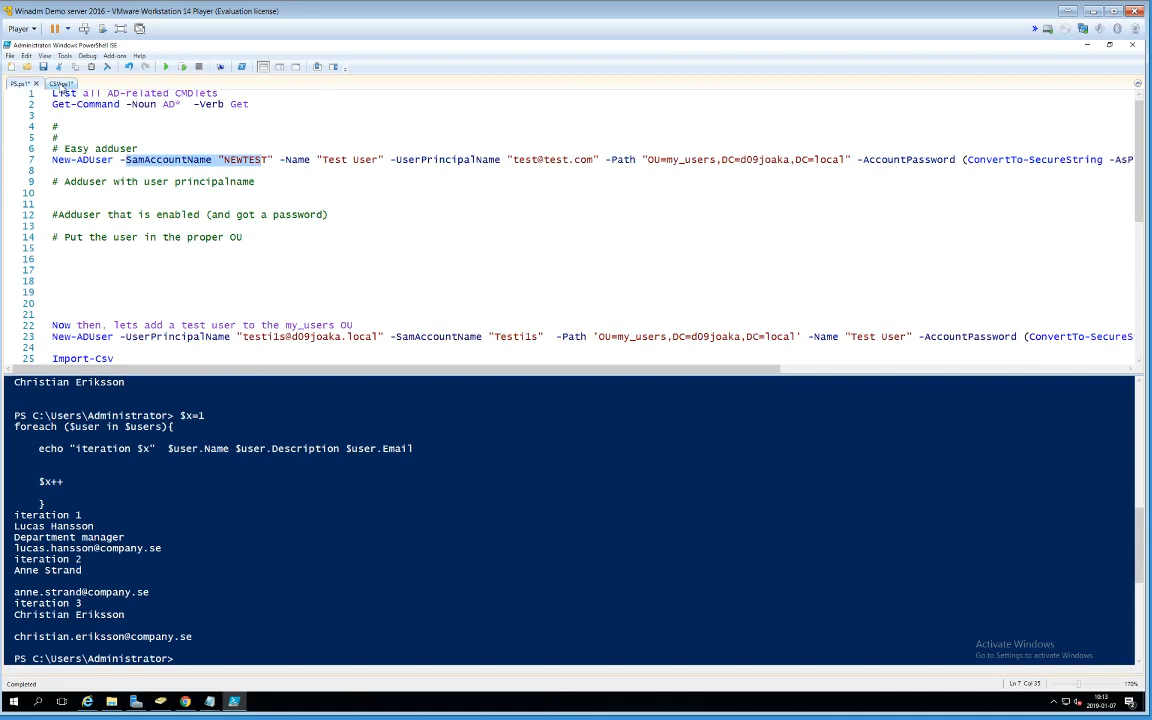 Winadm Demo server 2016 - VMware Workstation 14 Player (Evaluation license)
Player
Administrator: Windows PowerShell ISE
File Edit View Tools Debug Add-ons Help
PS.ps1* CSV.ps1*
1 List all AD-related CMDlets
2 Get-Command -Noun AD* -Verb Get
3
4 #
5 #
6 # Easy adduser
7 New-ADUser -SamAccountName "NEWTEST" -Name "Test User" -UserPrincipalName "test@test.com" -Path "OU=my_users,DC=d09joaka,DC=local" -AccountPassword (ConvertTo-SecureString -AsP
8
9 # Adduser with user principalname
10
11
12 #Adduser that is enabled (and got a password)
13
14 # Put the user in the proper OU
15
16
17
18
19
20
21
22 Now then, lets add a test user to the my_users OU
23 New-ADUser -UserPrincipalName "testi1s@d09joaka.local" -SamAccountName "Testi1s" -Path 'OU=my_users,DC=d09joaka,DC=local' -Name "Test User" -AccountPassword (ConvertTo-SecureS
24
25 Import-Csv
Christian Eriksson
PS C:\Users\Administrator> $x=1
foreach ($user in $users){
echo "iteration $x" $user.Name $user.Description $user.Email
$x++
}
iteration 1
Lucas Hansson
Department manager
lucas.hansson@company.se
iteration 2
Anne Strand
anne.strand@company.se
iteration 3
Christian Eriksson
christian.eriksson@company.se
PS C:\Users\Administrator>
Activate Windows
Go to Settings to activate Windows.
Completed
Ln 7 Col 35
170%
10:13
2019-01-07